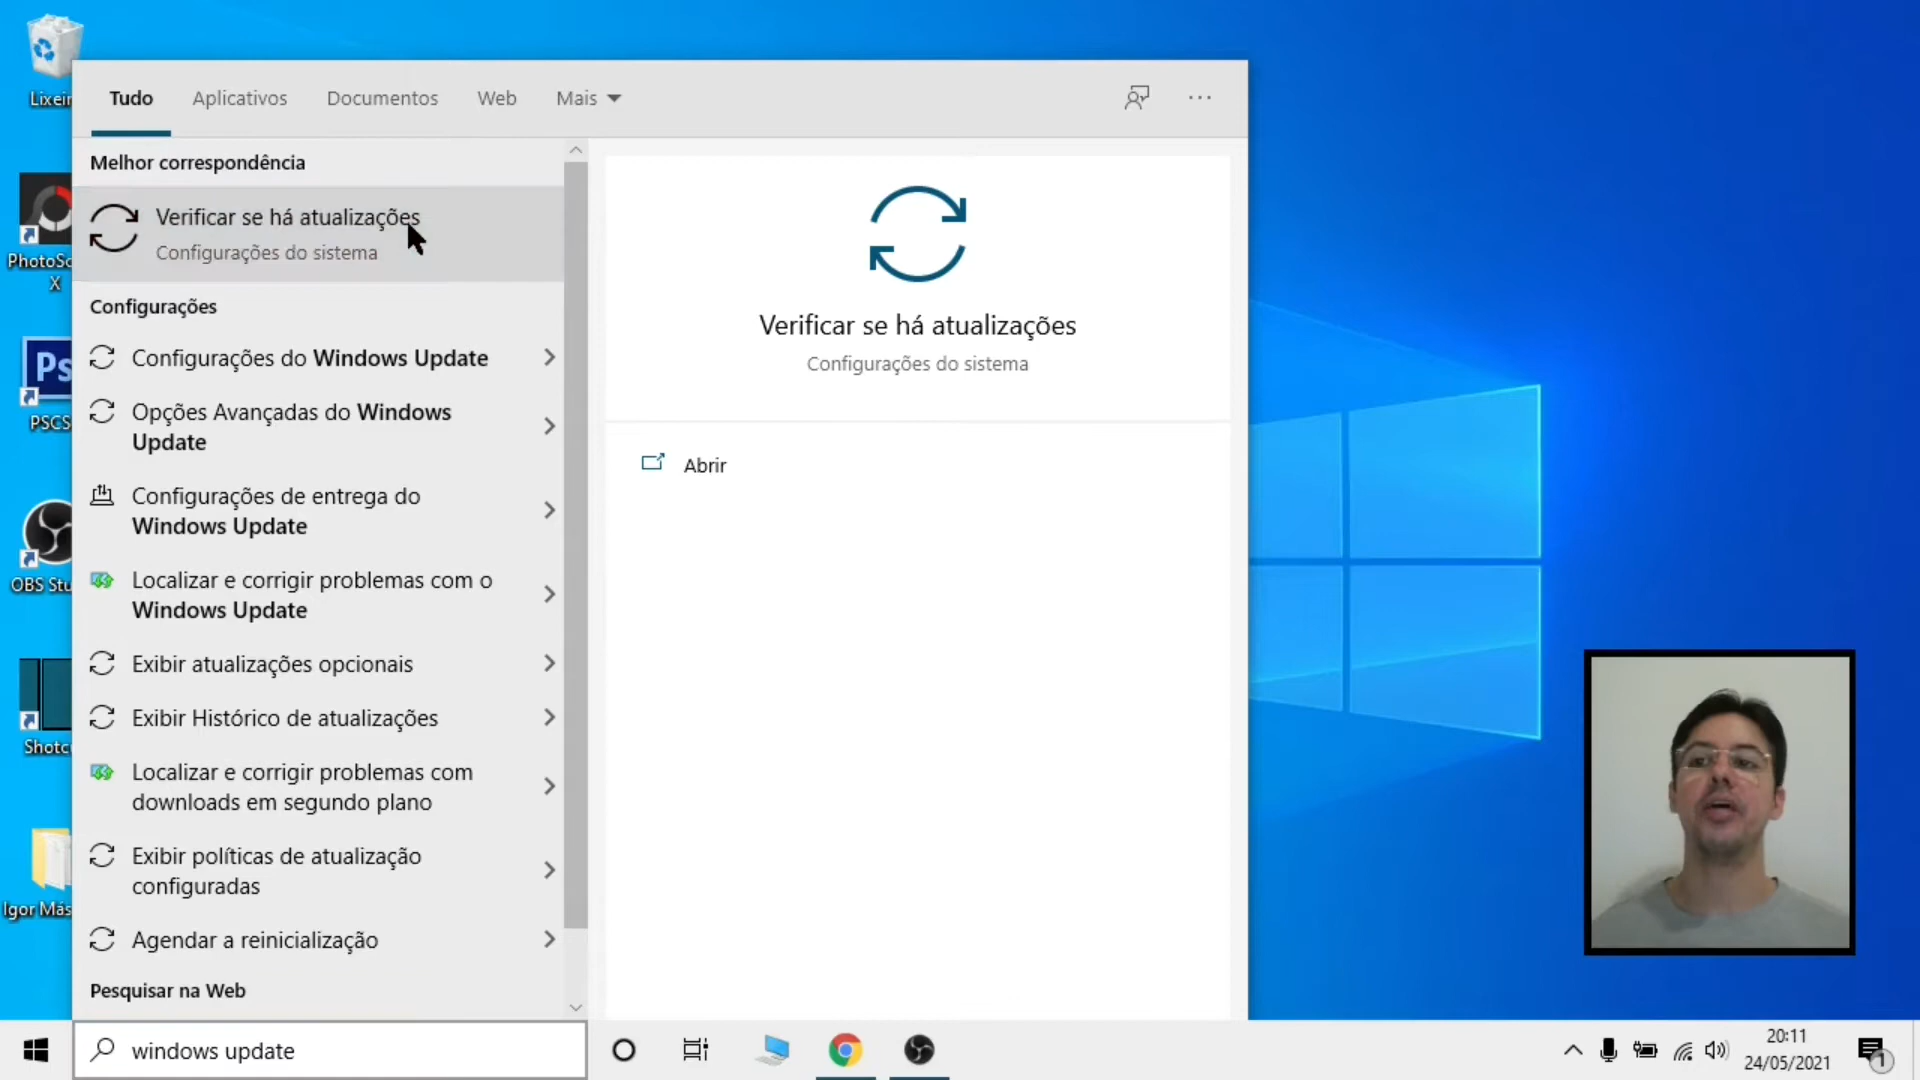 Tudo
Aplicativos
Documentos
Web
Mais
Melhor correspondência
Verificar se há atualizações
Configurações do sistema
Configurações
Configurações do Windows Update
Opções Avançadas do Windows
Update
Configurações de entrega do
Windows Update
Localizar e corrigir problemas com o
Windows Update
Exibir atualizações opcionais
Exibir Histórico de atualizações
Localizar e corrigir problemas com
downloads em segundo plano
Exibir políticas de atualização
configuradas
Agendar a reinicialização
Pesquisar na Web
Verificar se há atualizações
Configurações do sistema
Abrir
Lixeir
PhotoSc
X
Ps
PSCS
OBS Stu
Shotc
Igor Más
windows update
20:11
24/05/2021
1